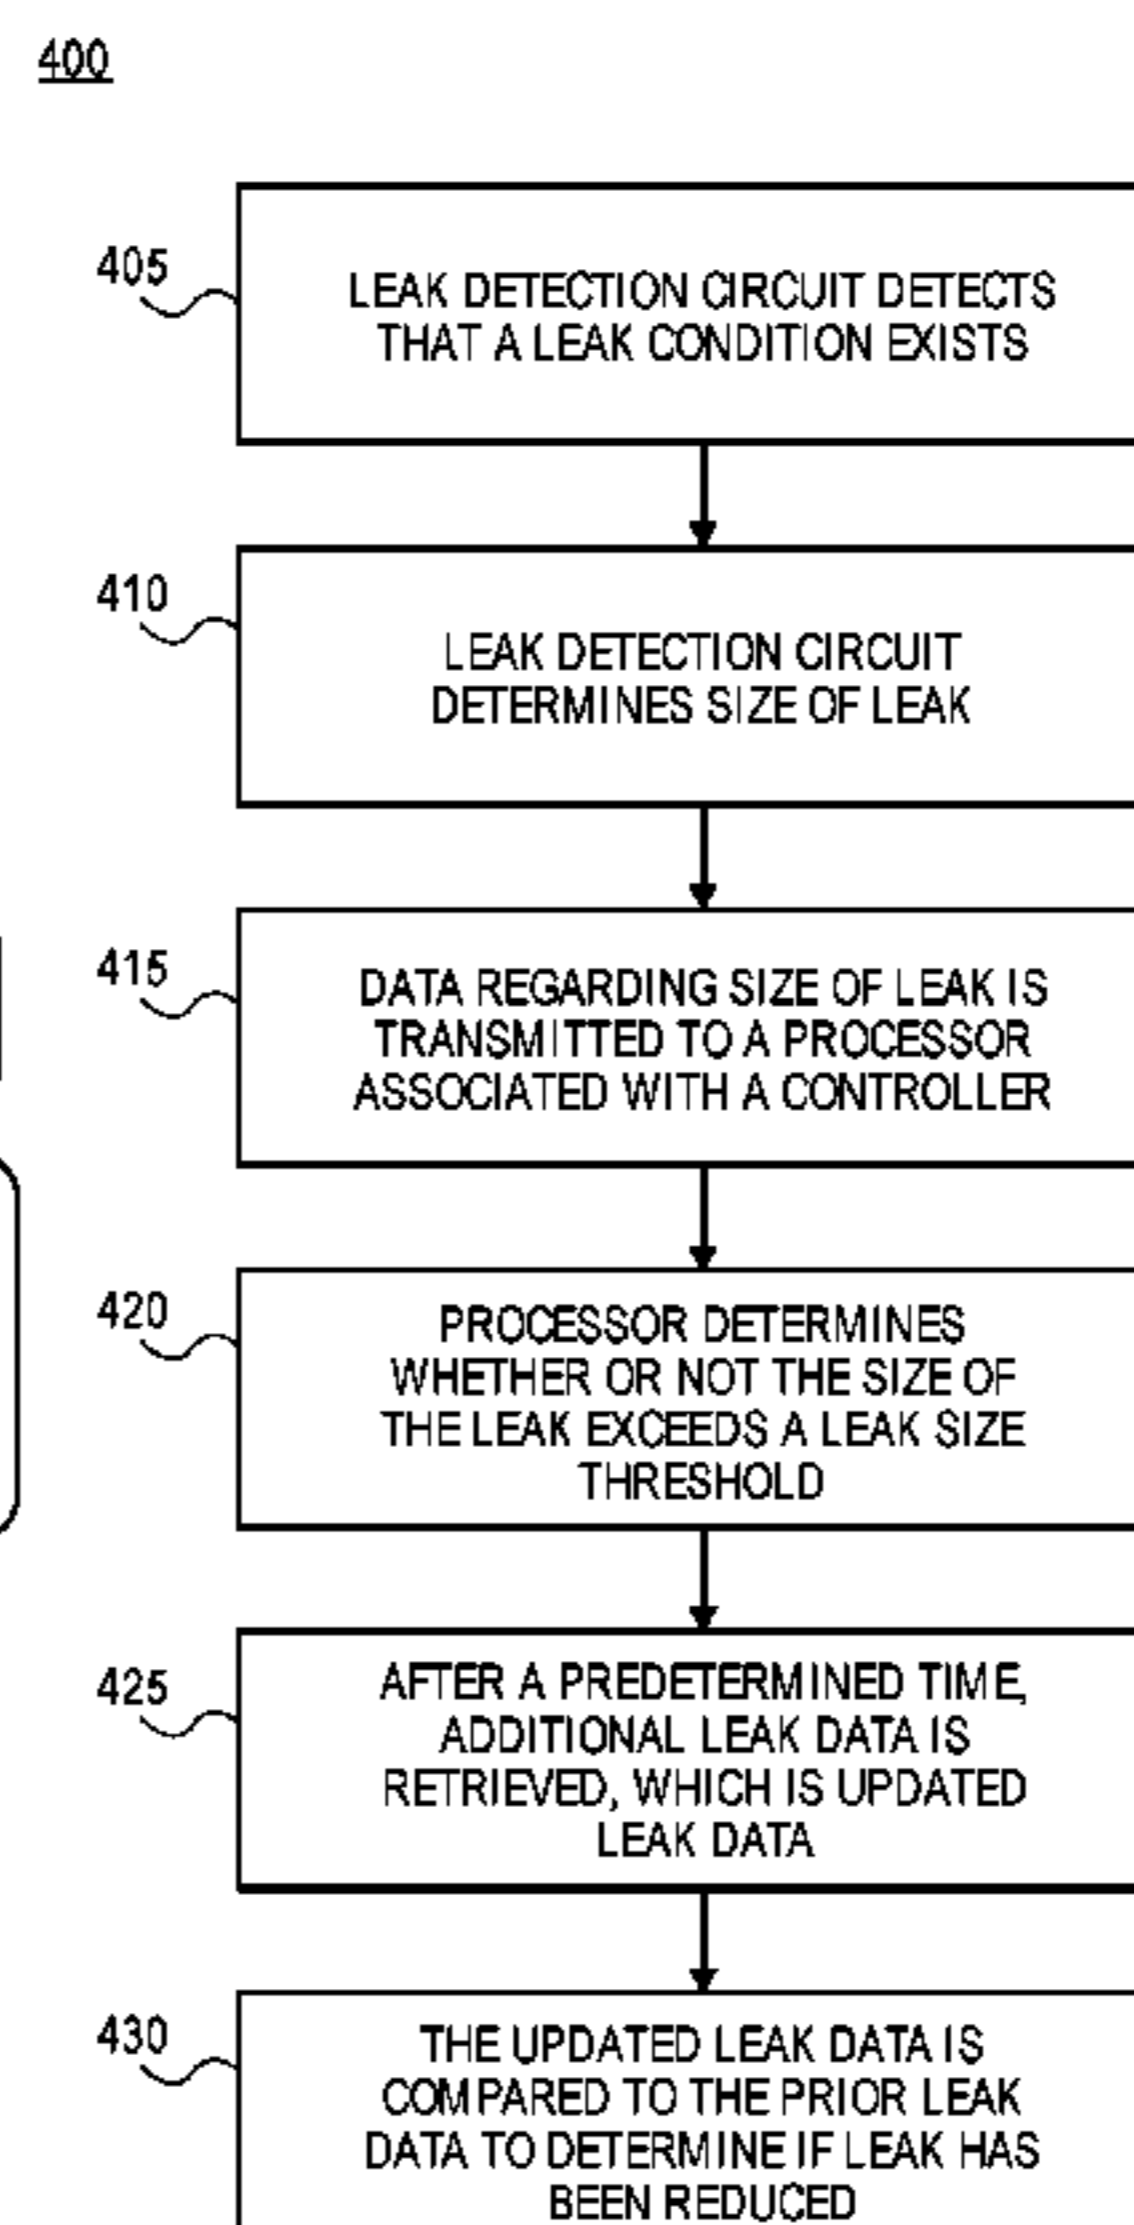 400
405
LEAK DETECTION CIRCUIT DETECTS
THAT A LEAK CONDITION EXISTS
410
LEAK DETECTION CIRCUIT
DETERMINES SIZE OF LEAK
415
DATA REGARDING SIZE OF LEAK IS
TRANSMITTED TO A PROCESSOR
ASSOCIATED WITH A CONTROLLER
420
PROCESSOR DETERMINES
WHETHER OR NOT THE SIZE OF
THE LEAK EXCEEDS A LEAK SIZE
THRESHOLD
425
AFTER A PREDETERMINED TIME,
ADDITIONAL LEAK DATA IS
RETRIEVED, WHICH IS UPDATED
LEAK DATA
430
THE UPDATED LEAK DATA IS
COMPARED TO THE PRIOR LEAK
DATA TO DETERMINE IF LEAK HAS
BEEN REDUCED